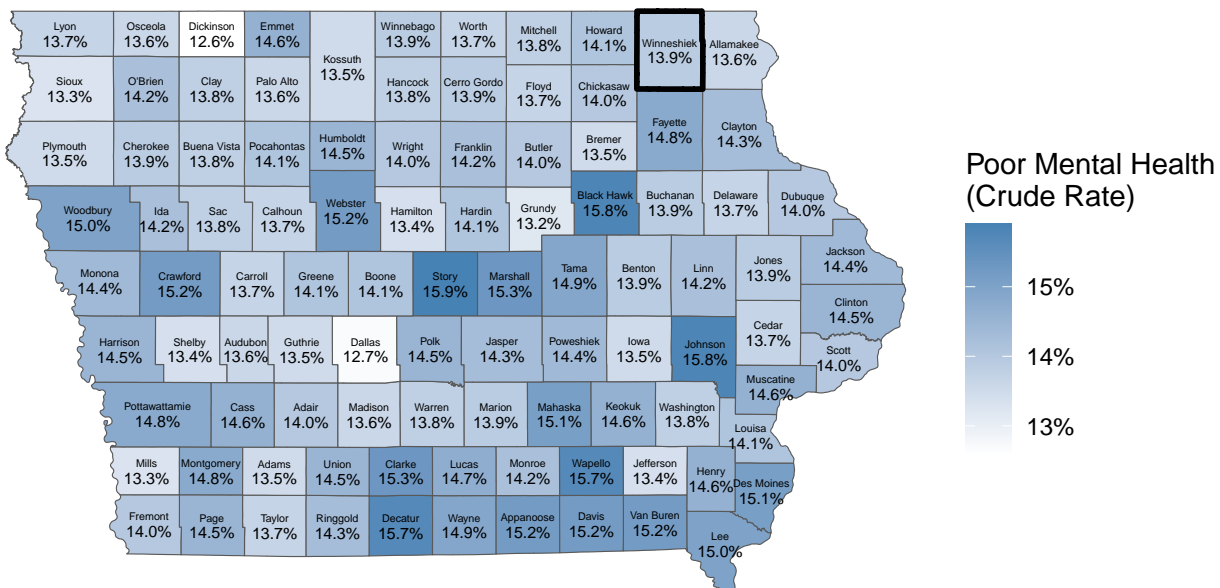 Lyon
13.7%
Osceola
13.6%
Dickinson
12.6%
Emmet
14.6%
Kossuth
13.5%
Winnebago
13.9%
Worth
13.7%
Mitchell
13.8%
Howard
14.1%
Winneshiek
13.9%
Allamakee
13.6%
Sioux
13.3%
O'Brien
14.2%
Clay
13.8%
Palo Alto
13.6%
Hancock
13.8%
Cerro Gordo
13.9%
Floyd
13.7%
Chickasaw
14.0%
Fayette
14.8%
Clayton
14.3%
Plymouth
13.5%
Cherokee
13.9%
Buena Vista
13.8%
Pocahontas
14.1%
Humboldt
14.5%
Wright
14.0%
Franklin
14.2%
Butler
14.0%
Bremer
13.5%
Woodbury
15.0%
Ida
14.2%
Sac
13.8%
Calhoun
13.7%
Webster
15.2%
Hamilton
13.4%
Hardin
14.1%
Grundy
13.2%
Black Hawk
15.8%
Buchanan
13.9%
Delaware
13.7%
Dubuque
14.0%
Monona
14.4%
Crawford
15.2%
Carroll
13.7%
Greene
14.1%
Boone
14.1%
Story
15.9%
Marshall
15.3%
Tama
14.9%
Benton
13.9%
Linn
14.2%
Jones
13.9%
Jackson
14.4%
Clinton
14.5%
Harrison
14.5%
Shelby
13.4%
Audubon
13.6%
Guthrie
13.5%
Dallas
12.7%
Polk
14.5%
Jasper
14.3%
Poweshiek
14.4%
Iowa
13.5%
Johnson
15.8%
Cedar
13.7%
Scott
14.0%
Muscatine
14.6%
Pottawattamie
14.8%
Cass
14.6%
Adair
14.0%
Madison
13.6%
Warren
13.8%
Marion
13.9%
Mahaska
15.1%
Keokuk
14.6%
Washington
13.8%
Louisa
14.1%
Mills
13.3%
Montgomery
14.8%
Adams
13.5%
Union
14.5%
Clarke
15.3%
Lucas
14.7%
Monroe
14.2%
Wapello
15.7%
Jefferson
13.4%
Henry
14.6%
Des Moines
15.1%
Fremont
14.0%
Page
14.5%
Taylor
13.7%
Ringgold
14.3%
Decatur
15.7%
Wayne
14.9%
Appanoose
15.2%
Davis
15.2%
Van Buren
15.2%
Lee
15.0%
Poor Mental Health
(Crude Rate)
15%
14%
13%